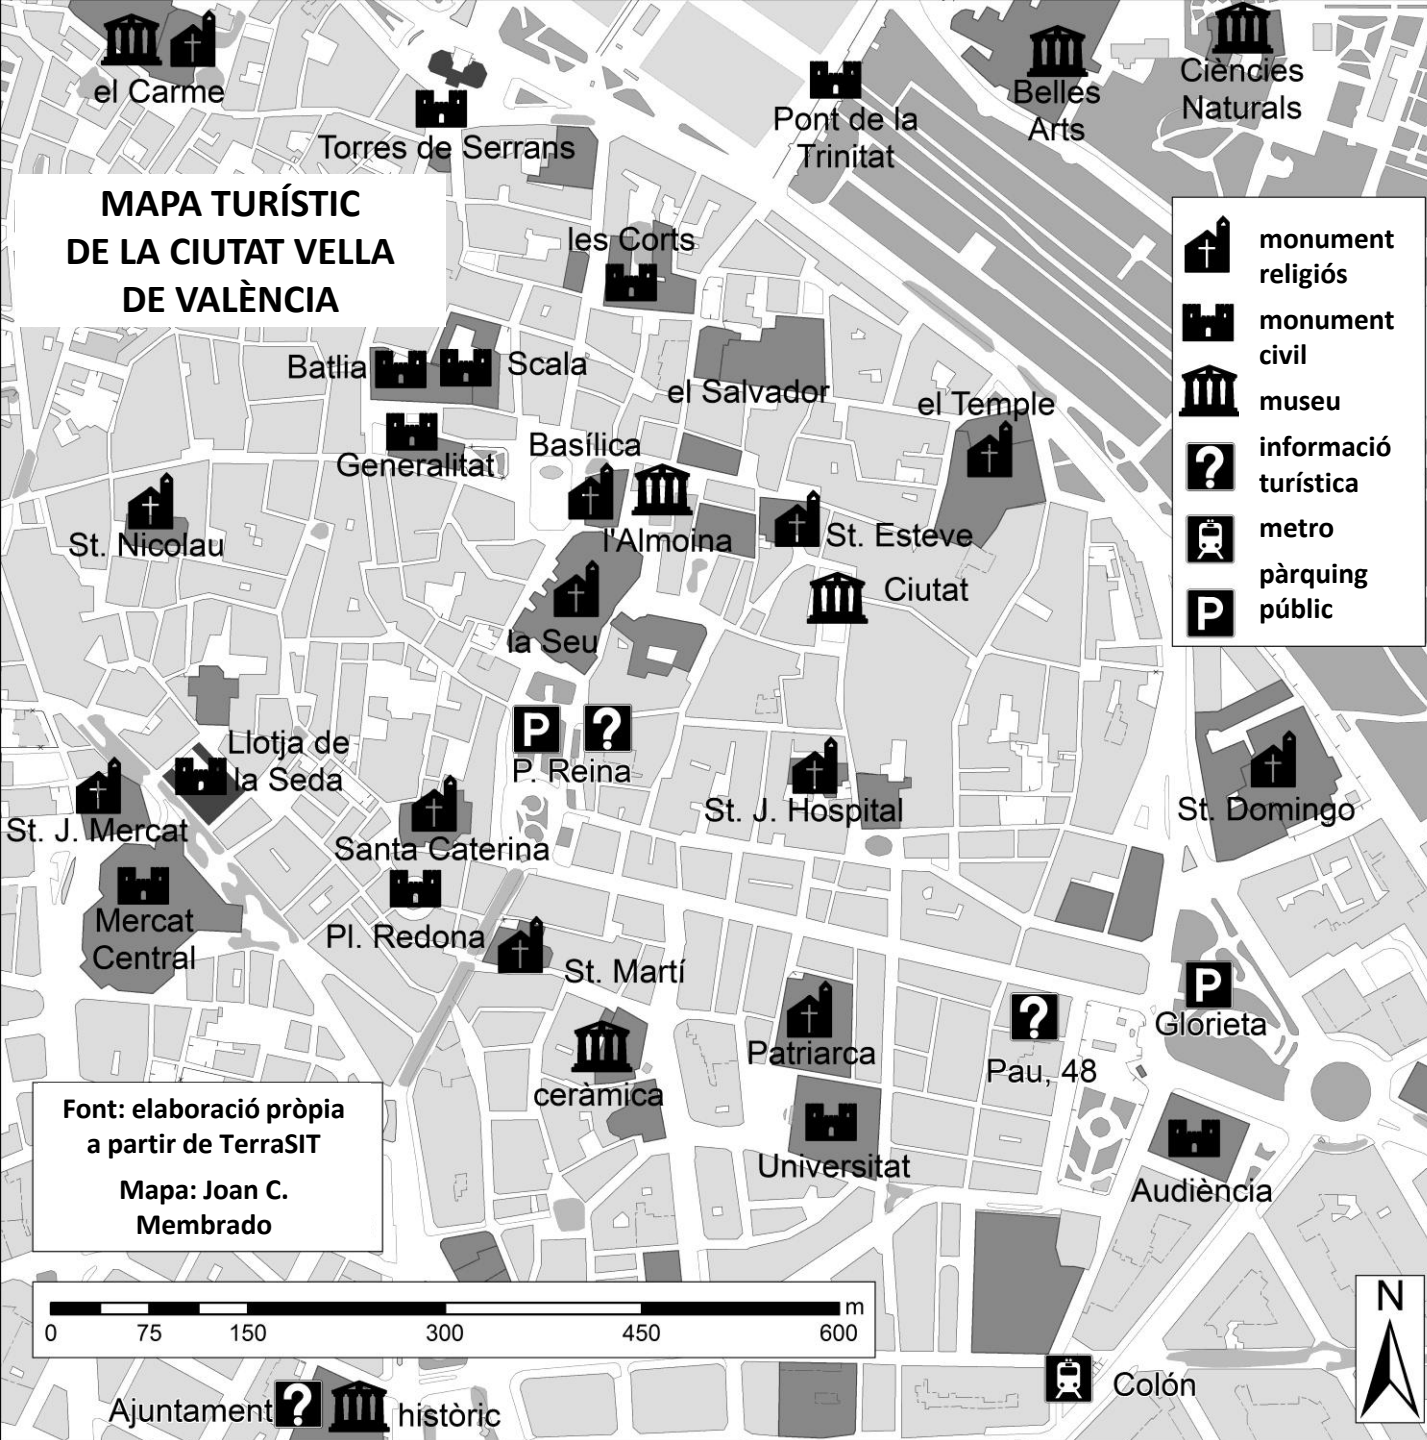 el Carme
Torres de Serrans
Pont de la
Trinitat
Belles
Arts
Ciències
Naturals
MAPA TURÍSTIC
DE LA CIUTAT VELLA
DE VALÈNCIA
les Corts
monument
religiós
monument
civil
museu
informació
turística
metro
pàrquing
públic
Batlia
Scala
el Salvador
el Temple
Generalitat
Basílica
St. Nicolau
l'Almoina
St. Esteve
Ciutat
la Seu
Llotja de
la Seda
P
?
P. Reina
St. J. Mercat
Santa Caterina
St. J. Hospital
St. Domingo
Mercat
Central
Pl. Redona
St. Martí
Patriarca
?
Pau, 48
P
Glorieta
ceràmica
Universitat
Audiència
Font: elaboració pròpia
a partir de TerraSIT
Mapa: Joan C.
Membrado
m
0 75 150 300 450 600
N
Ajuntament ? històric
Colón